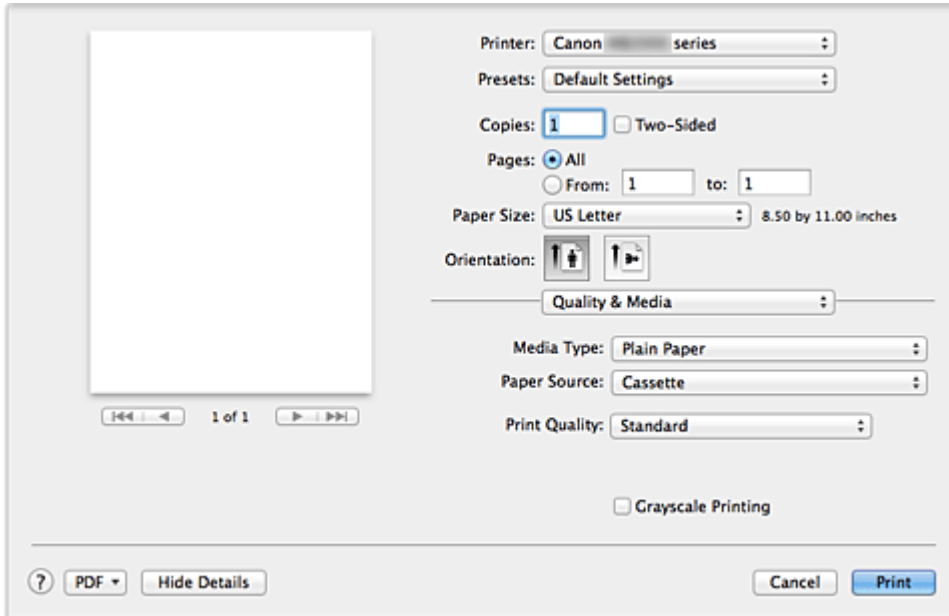 Printer: Canon series
Presets: Default Settings
Copies: 1 Two-Sided
Pages: All
From: 1 to: 1
Paper Size: US Letter 8.50 by 11.00 inches
Orientation:
Quality & Media
Media Type: Plain Paper
Paper Source: Cassette
1 of 1
Print Quality: Standard
Grayscale Printing
? PDF Hide Details Cancel Print